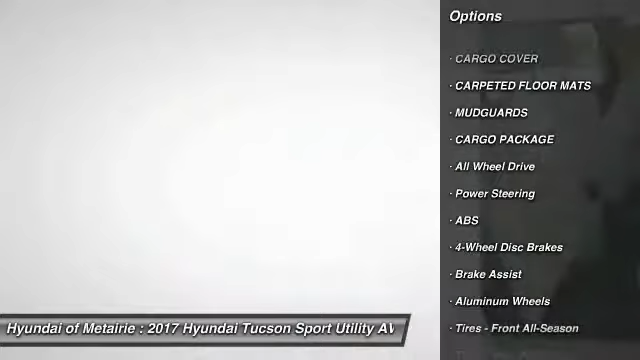 Options
· CARGO COVER
· CARPETED FLOOR MATS
· MUDGUARDS
· CARGO PACKAGE
· All Wheel Drive
· Power Steering
· ABS
· 4-Wheel Disc Brakes
· Brake Assist
· Aluminum Wheels
· Tires - Front All-Season
Hyundai of Metairie : 2017 Hyundai Tucson Sport Utility AV